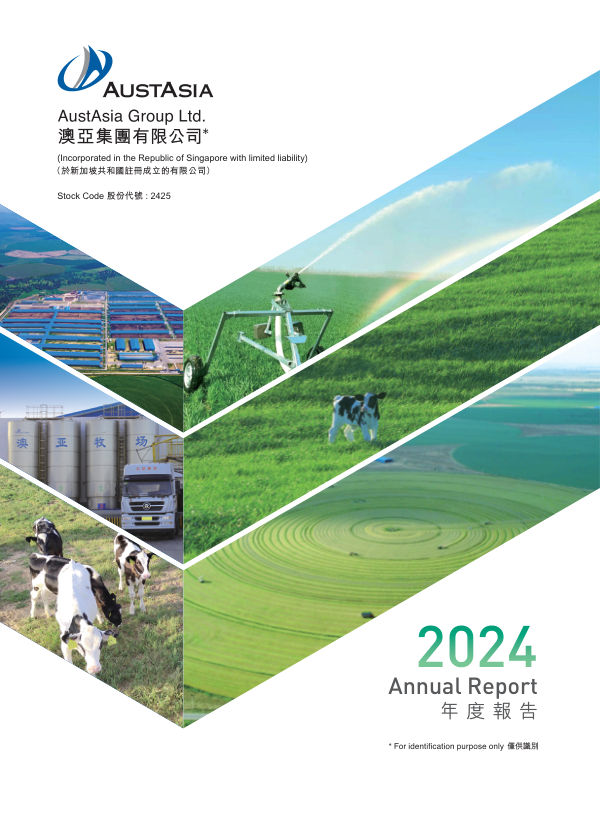 AUSTASIA
AustAsia Group Ltd.
澳亞集團有限公司*
(Incorporated in the Republic of Singapore with limited liability)
(於新加坡共和國註冊成立的有限公司)
Stock Code 股份代號 : 2425
澳 亚 牧 场
2024
Annual Report
年度報告
* For identification purpose only 僅供識別